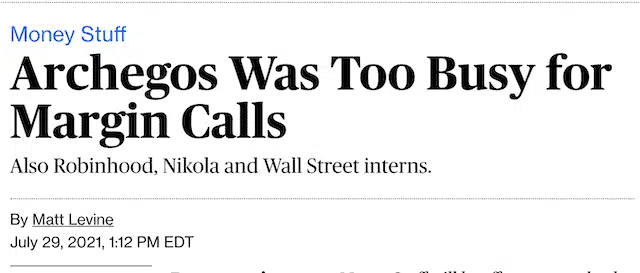 Money Stuff
Archegos Was Too Busy for
Margin Calls
Also Robinhood, Nikola and Wall Street interns.
By Matt Levine
July 29, 2021, 1:12 PM EDT